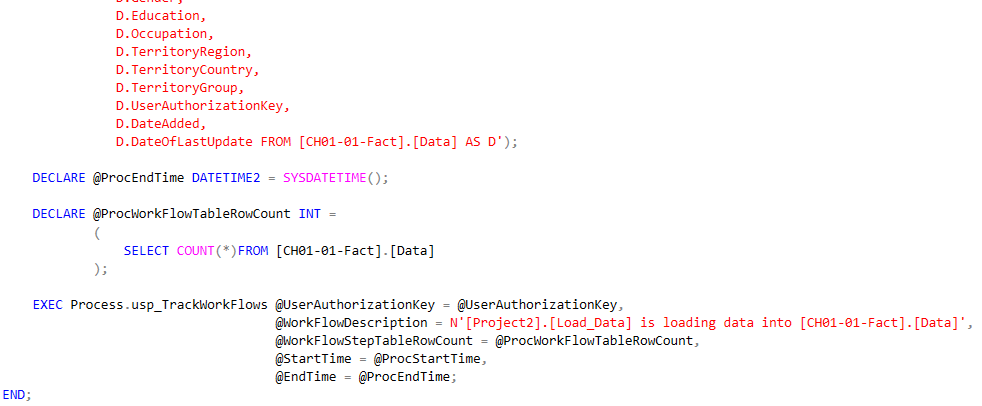 D.Gender,
D.Education,
D.Occupation,
D.TerritoryRegion,
D.TerritoryCountry,
D.TerritoryGroup,
D.UserAuthorizationKey,
D.DateAdded,
D.DateOfLastUpdate FROM [CH01-01-Fact].[Data] AS D');
DECLARE @ProcEndTime DATETIME2 = SYSDATETIME();
DECLARE @ProcWorkFlowTableRowCount INT =
(
SELECT COUNT(*)FROM [CH01-01-Fact].[Data]
);
EXEC Process.usp_TrackWorkFlows @UserAuthorizationKey = @UserAuthorizationKey,
@WorkFlowDescription = N'[Project2].[Load_Data] is loading data into [CH01-01-Fact].[Data]',
@WorkFlowStepTableRowCount = @ProcWorkFlowTableRowCount,
@StartTime = @ProcStartTime,
@EndTime = @ProcEndTime;
END;